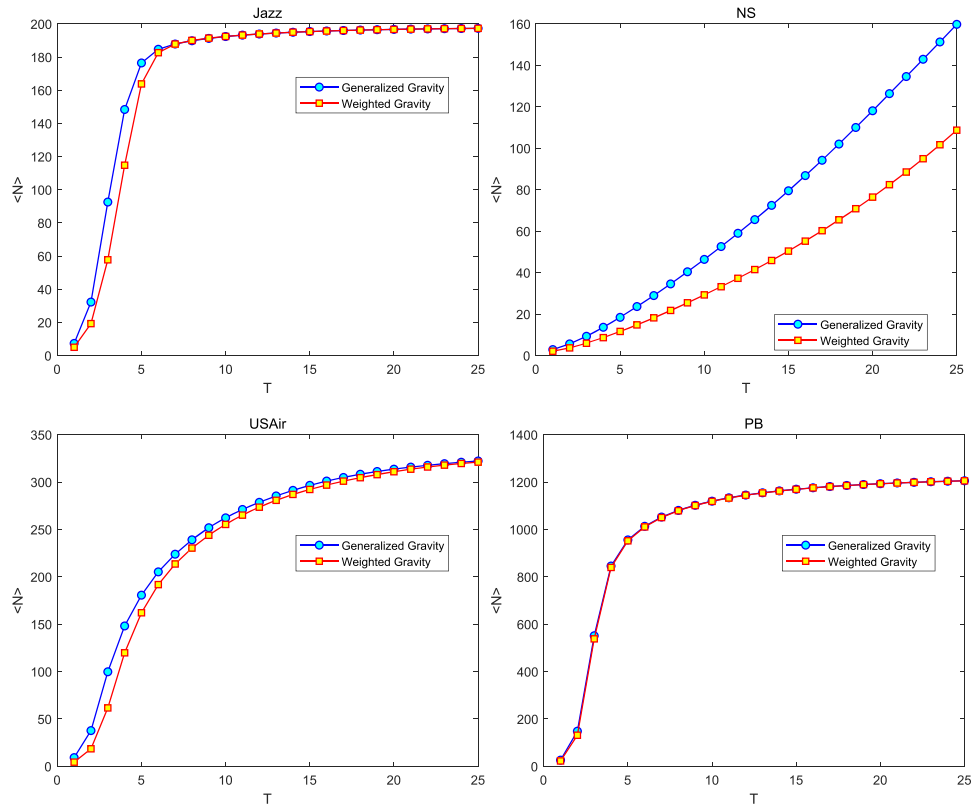 Jazz
200
180
160
140
120
100
80
60
40
20
0
<N>
Generalized Gravity
Weighted Gravity
0 5 10 15 20 25
T
NS
160
140
120
100
80
60
40
20
0
<N>
Generalized Gravity
Weighted Gravity
5 10 15 20 25
T
USAir
350
300
250
200
150
100
50
0
<N>
Generalized Gravity
Weighted Gravity
0 5 10 15 20 25
T
PB
1400
1200
1000
800
600
400
200
0
<N>
Generalized Gravity
Weighted Gravity
0 5 10 15 20 25
T